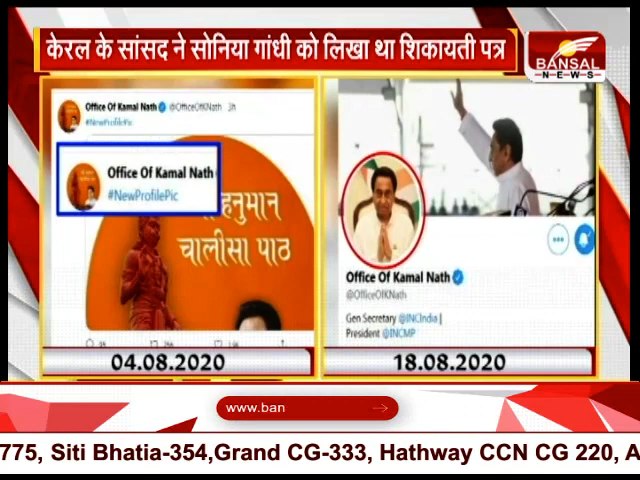 केरल के सांसद ने सोनिया गांधी को लिखा था शिकायती पत्र
BANSAL
NEWS
Office Of Kamal Nath @OfficeOfKNath 3h
#NewProfilePic
Office Of Kamal Nath
#NewProfilePic
हनुमान
चालीसा पाठ
04.08.2020
Office Of Kamal Nath
@OfficeOfKNath
Gen Secretary @INCIndia |
President @INCMP
18.08.2020
www.ban
775, Siti Bhatia-354,Grand CG-333, Hathway CCN CG 220, A